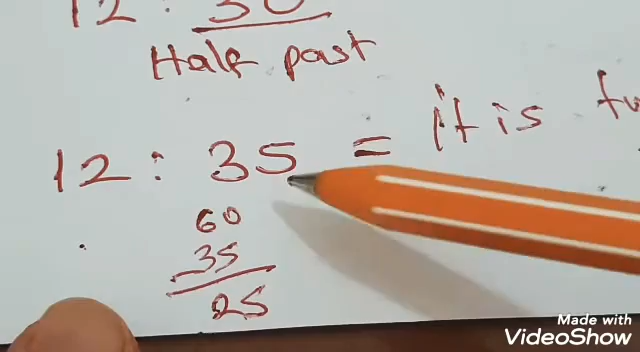 12 : 30
Half past
12 : 35 = it is
60
35
25
Made with
VideoShow